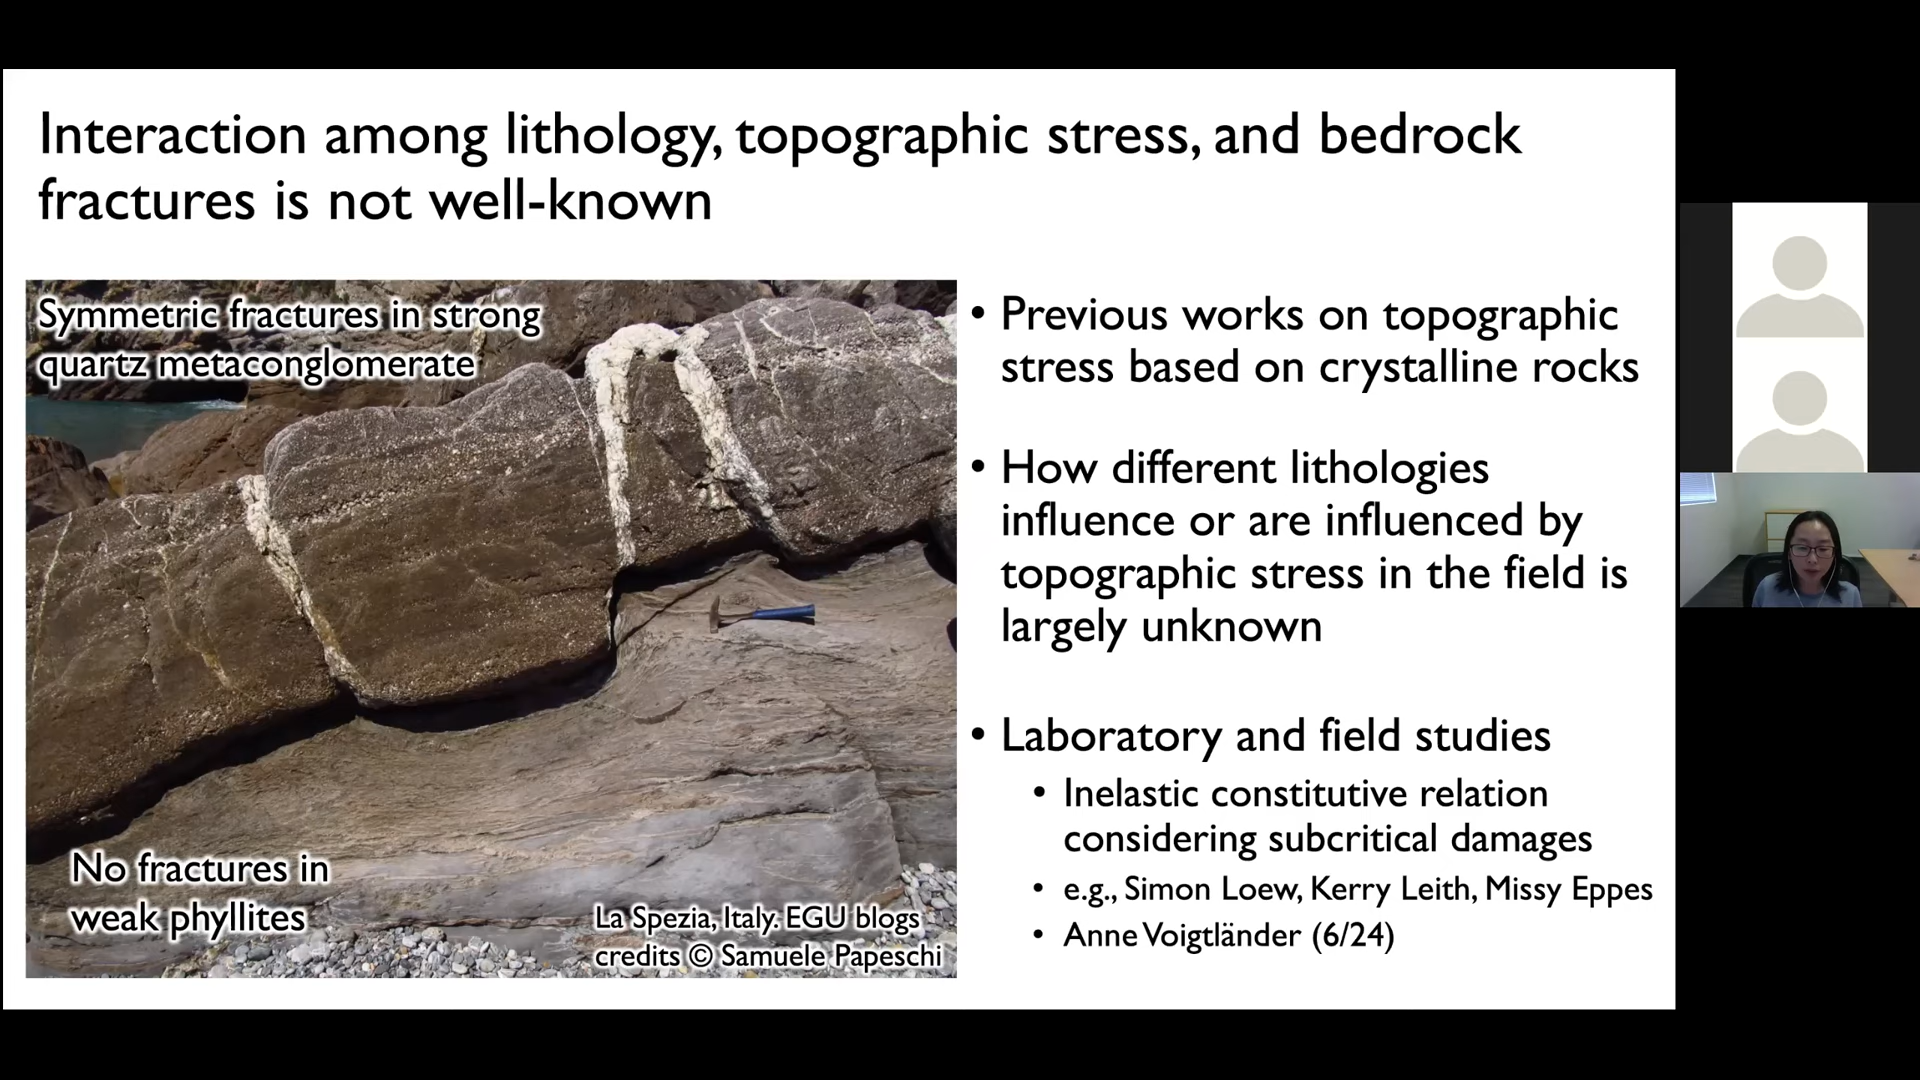 Interaction among lithology, topographic stress, and bedrock
fractures is not well-known
Symmetric fractures in strong
quartz metaconglomerate
No fractures in
weak phyllites
La Spezia, Italy. EGU blogs
credits © Samuele Papeschi
• Previous works on topographic
stress based on crystalline rocks
• How different lithologies
influence or are influenced by
topographic stress in the field is
largely unknown
• Laboratory and field studies
• Inelastic constitutive relation
considering subcritical damages
• e.g., Simon Loew, Kerry Leith, Missy Eppes
• Anne Voigtländer (6/24)